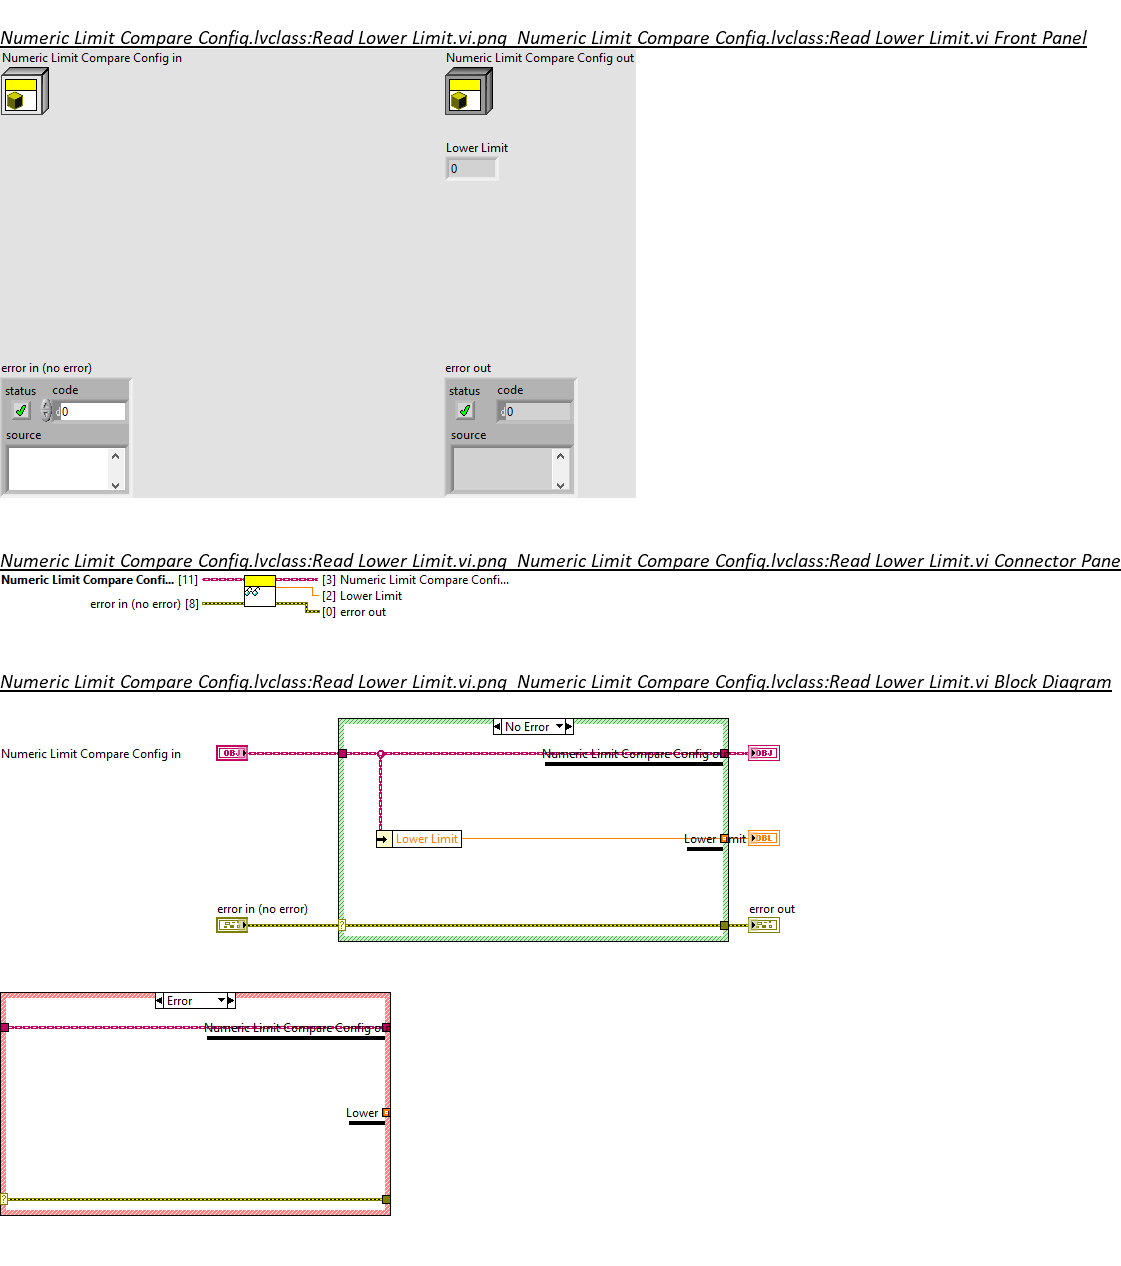 Numeric Limit Compare Config.lvclass:Read Lower Limit.vi.png Numeric Limit Compare Config.lvclass:Read Lower Limit.vi Front Panel
Numeric Limit Compare Config in
Numeric Limit Compare Config out
Lower Limit
0
error in (no error)
error out
status code
status code
d 0
d 0
source
source
Numeric Limit Compare Config.lvclass:Read Lower Limit.vi.png Numeric Limit Compare Config.lvclass:Read Lower Limit.vi Connector Pane
Numeric Limit Compare Confi... [11]
[3] Numeric Limit Compare Confi...
[2] Lower Limit
error in (no error) [8]
[0] error out
Numeric Limit Compare Config.lvclass:Read Lower Limit.vi.png Numeric Limit Compare Config.lvclass:Read Lower Limit.vi Block Diagram
No Error
Numeric Limit Compare Config in
OBJ
Numeric Limit Compare Config ou
OBJ
Lower Limit
Lower Limit
DBL
error in (no error)
error out
?
Error
Numeric Limit Compare Config ou
Lower
?